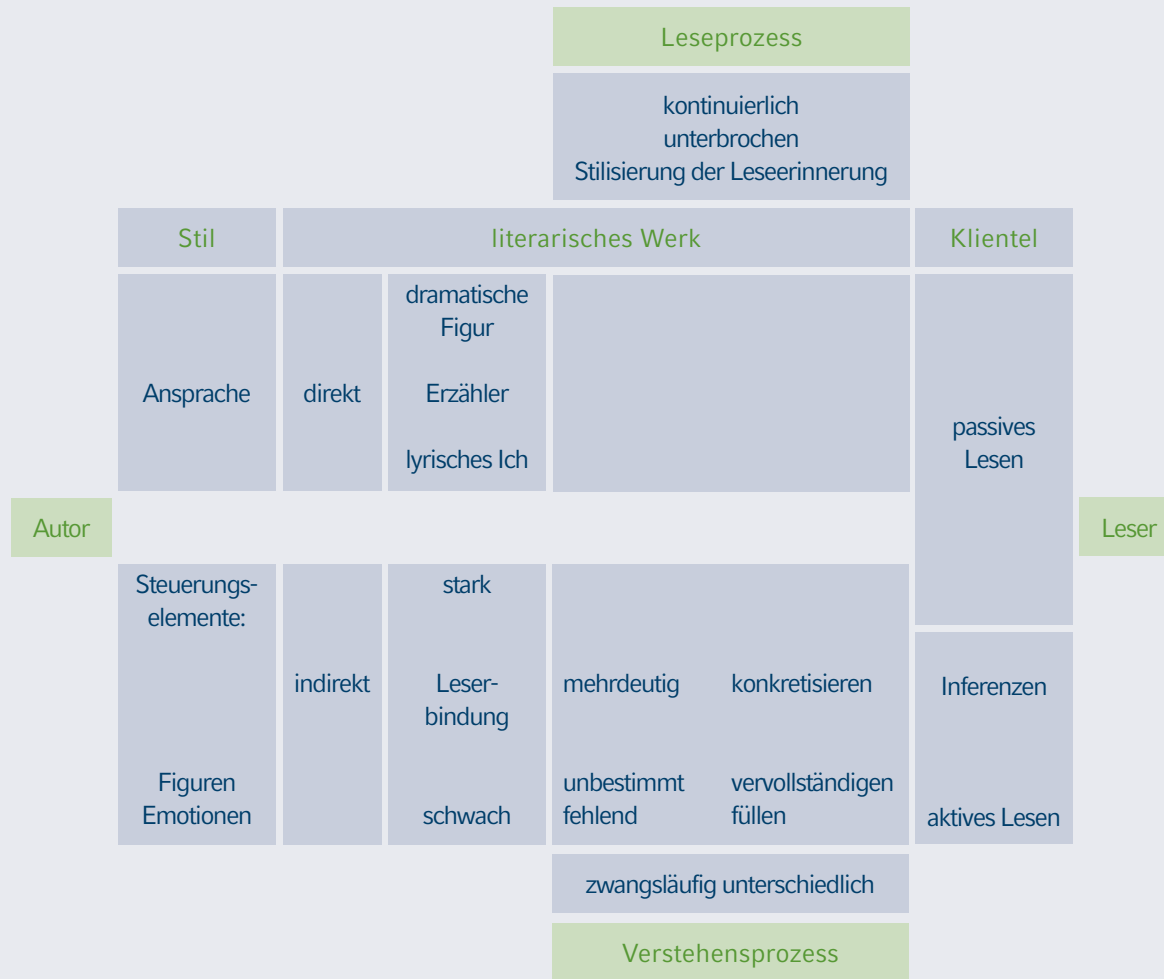 Leseprozess
kontinuierlich
unterbrochen
Stilisierung der Leseerinnerung
Stil
literarisches Werk
Klientel
Ansprache
direkt
dramatische
Figur
Erzähler
lyrisches Ich
passives
Lesen
Autor
Leser
Steuerungs-
elemente:
Figuren
Emotionen
indirekt
stark
Leser-
bindung
schwach
mehrdeutig
konkretisieren
unbestimmt
fehlend
vervollständigen
füllen
Inferenzen
aktives Lesen
zwangsläufig unterschiedlich
Verstehensprozess